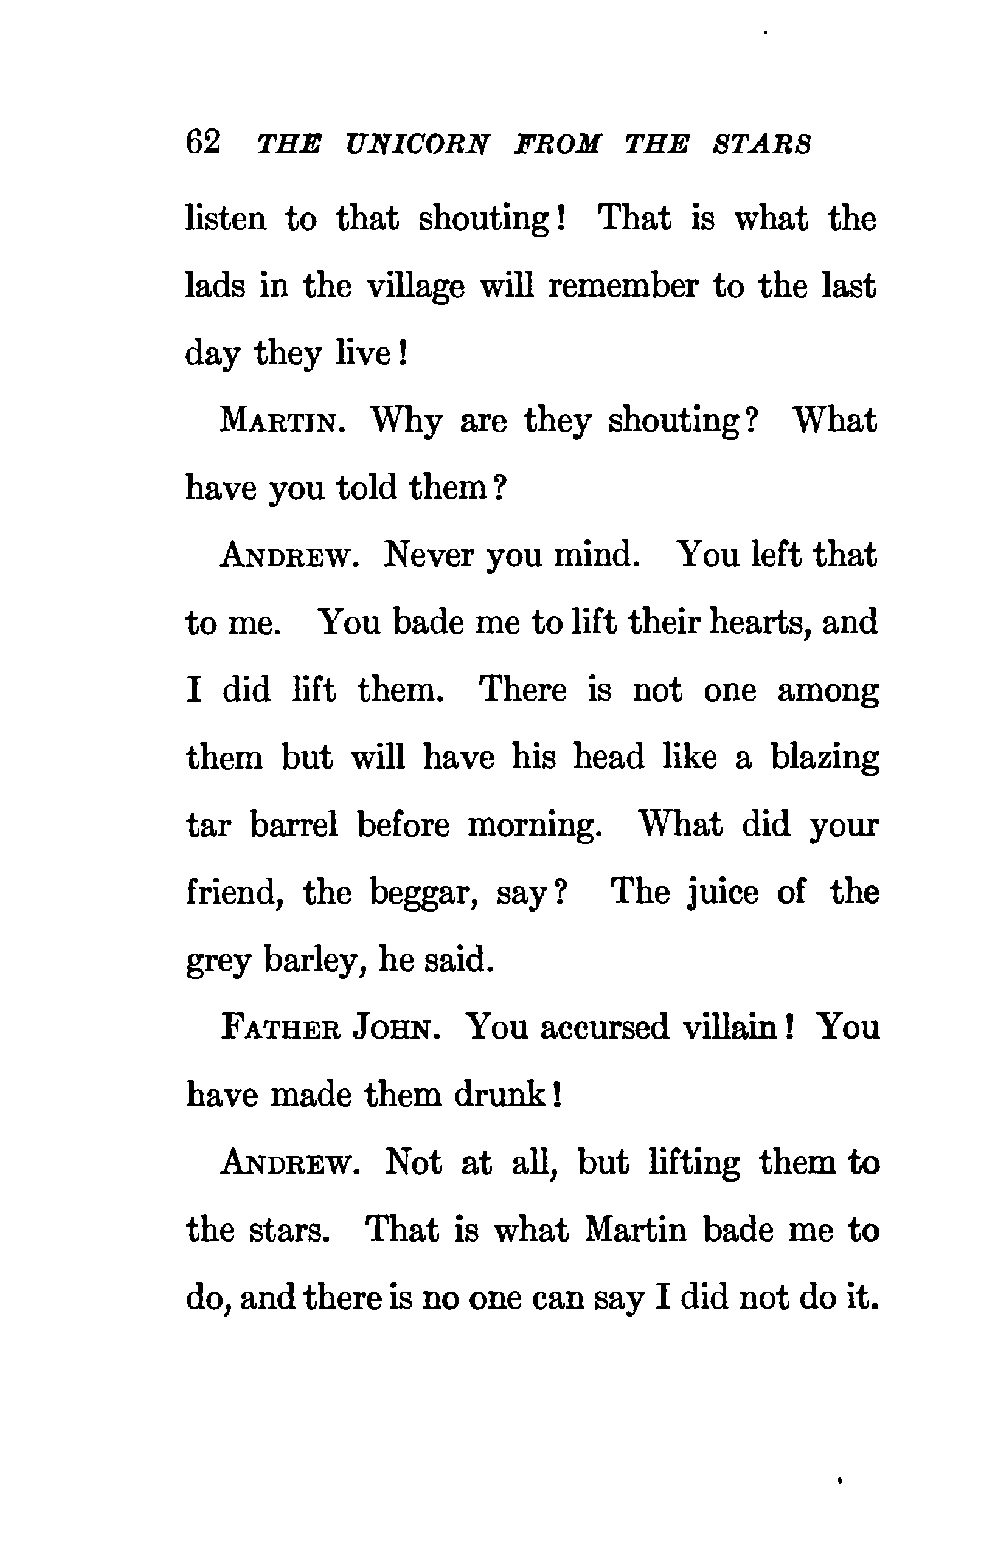 62 THE UNICORN FROM THE STARS
listen to that shouting! That is what the
lads in the village will remember to the last
day they live!
MARTIN. Why are they shouting? What
have you told them?
ANDREW. Never you mind. You left that
to me. You bade me to lift their hearts, and
I did lift them. There is not one among
them but will have his head like a blazing
tar barrel before morning. What did your
friend, the beggar, say? The juice of the
grey barley, he said.
FATHER JOHN. You accursed villain! You
have made them drunk!
ANDREW. Not at all, but lifting them to
the stars. That is what Martin bade me to
do, and there is no one can say I did not do it.